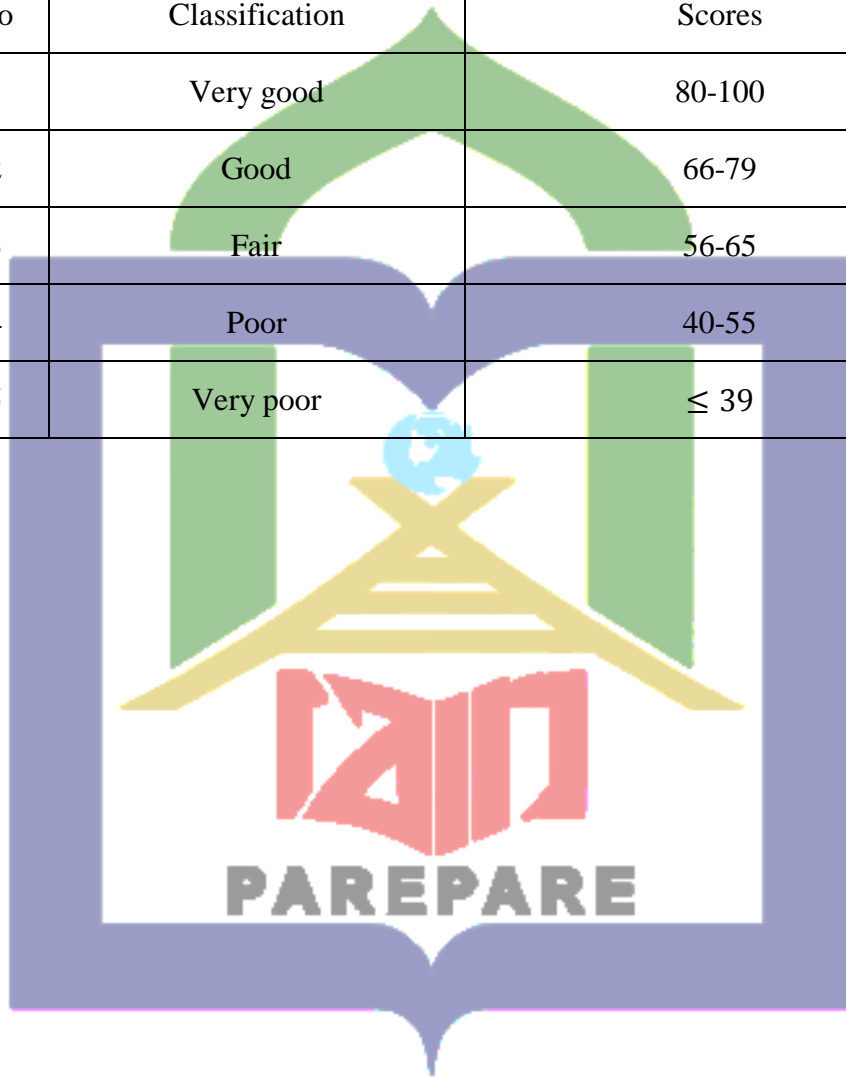 o Classification Scores
Very good 80-100
Good 66-79
Fair 56-65
Poor 40-55
Very poor ≤ 39
iain
PAREPARE